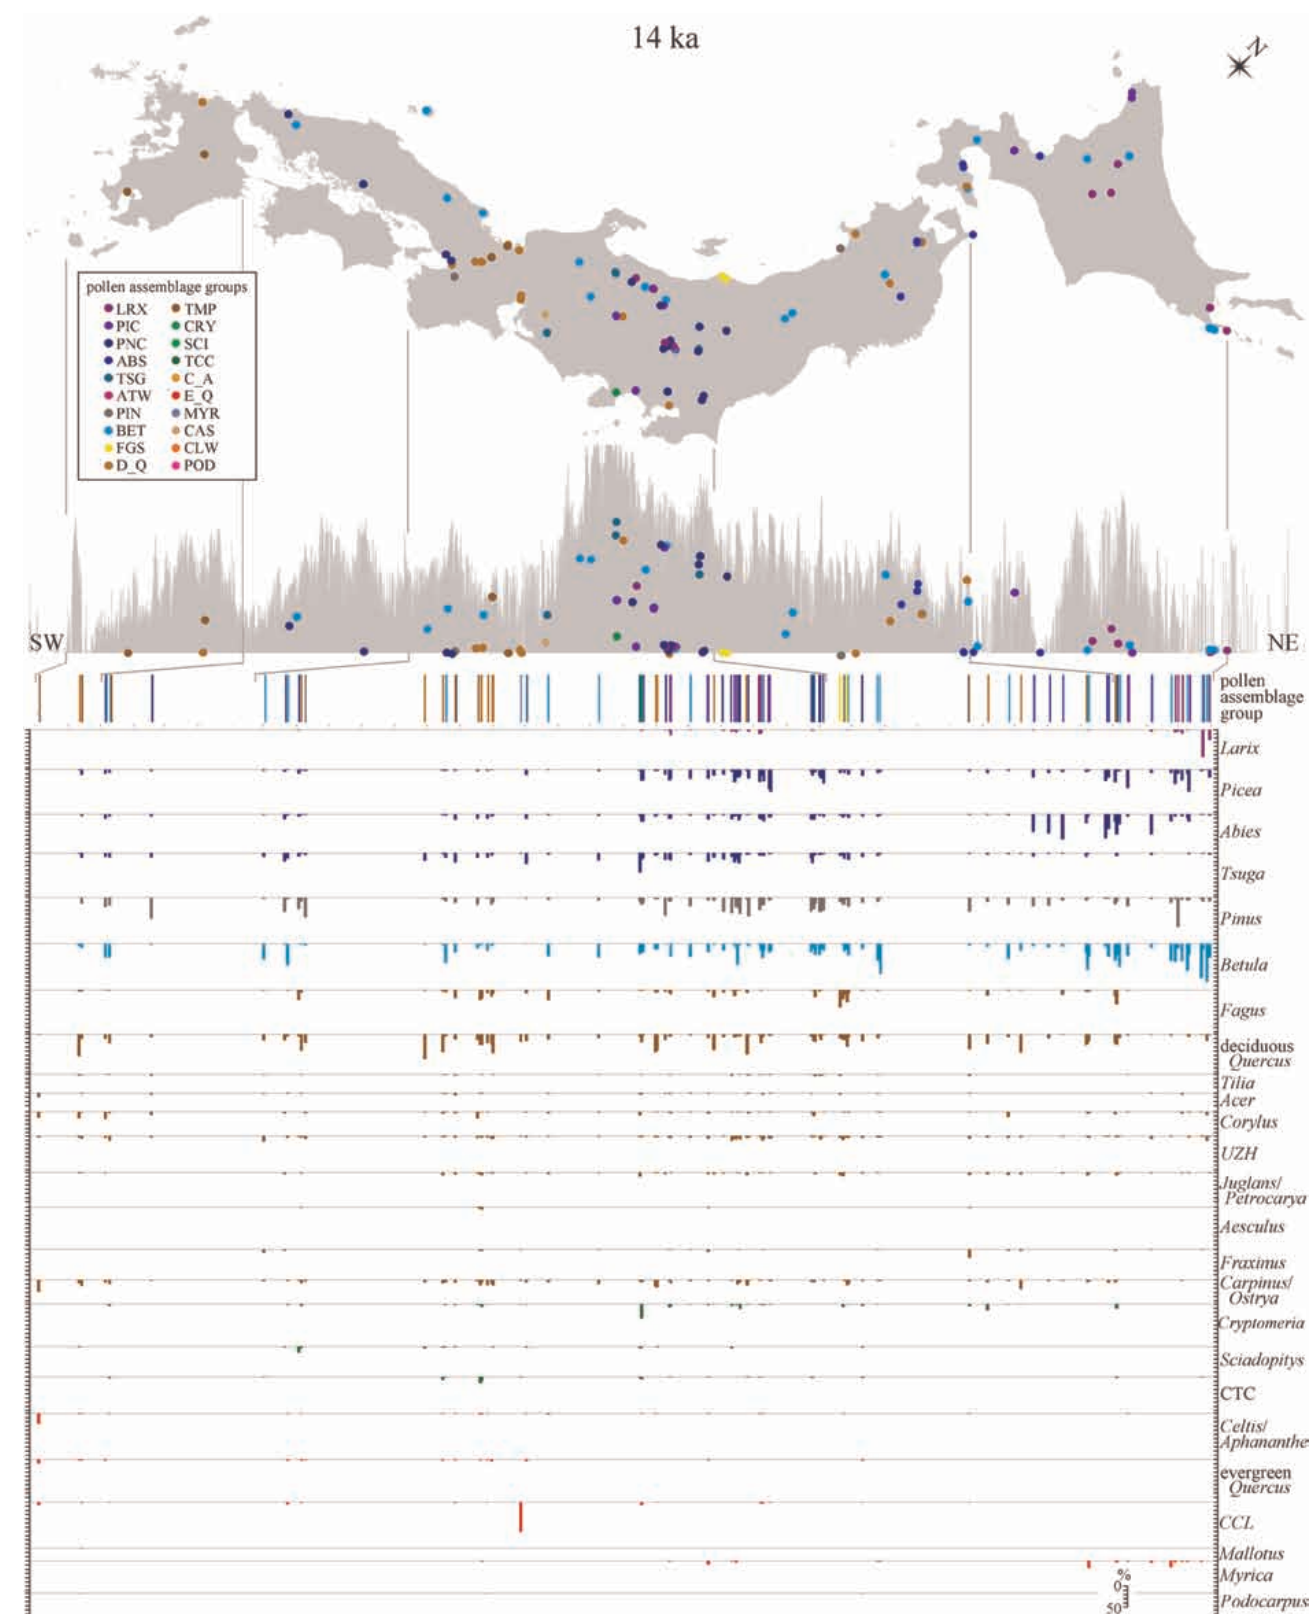 14 ka
N
pollen assemblage groups
LRX TMP
PIC CRY
PNC SCI
ABS TCC
TSG C_A
ATW E_Q
PIN MYR
BET CAS
FGS CLW
D_Q POD
SW NE
pollen
assemblage
group
Larix
Picea
Abies
Tsuga
Pinus
Betula
Fagus
deciduous
Quercus
Tilia
Acer
Corylus
UZH
Juglans/
Petrocarya
Aesculus
Fraxinus
Carpinus/
Ostrya
Cryptomeria
Sciadopitys
CTC
Celtis/
Aphananthe
evergreen
Quercus
CCL
Mallotus
Myrica
%
0
50
Podocarpus